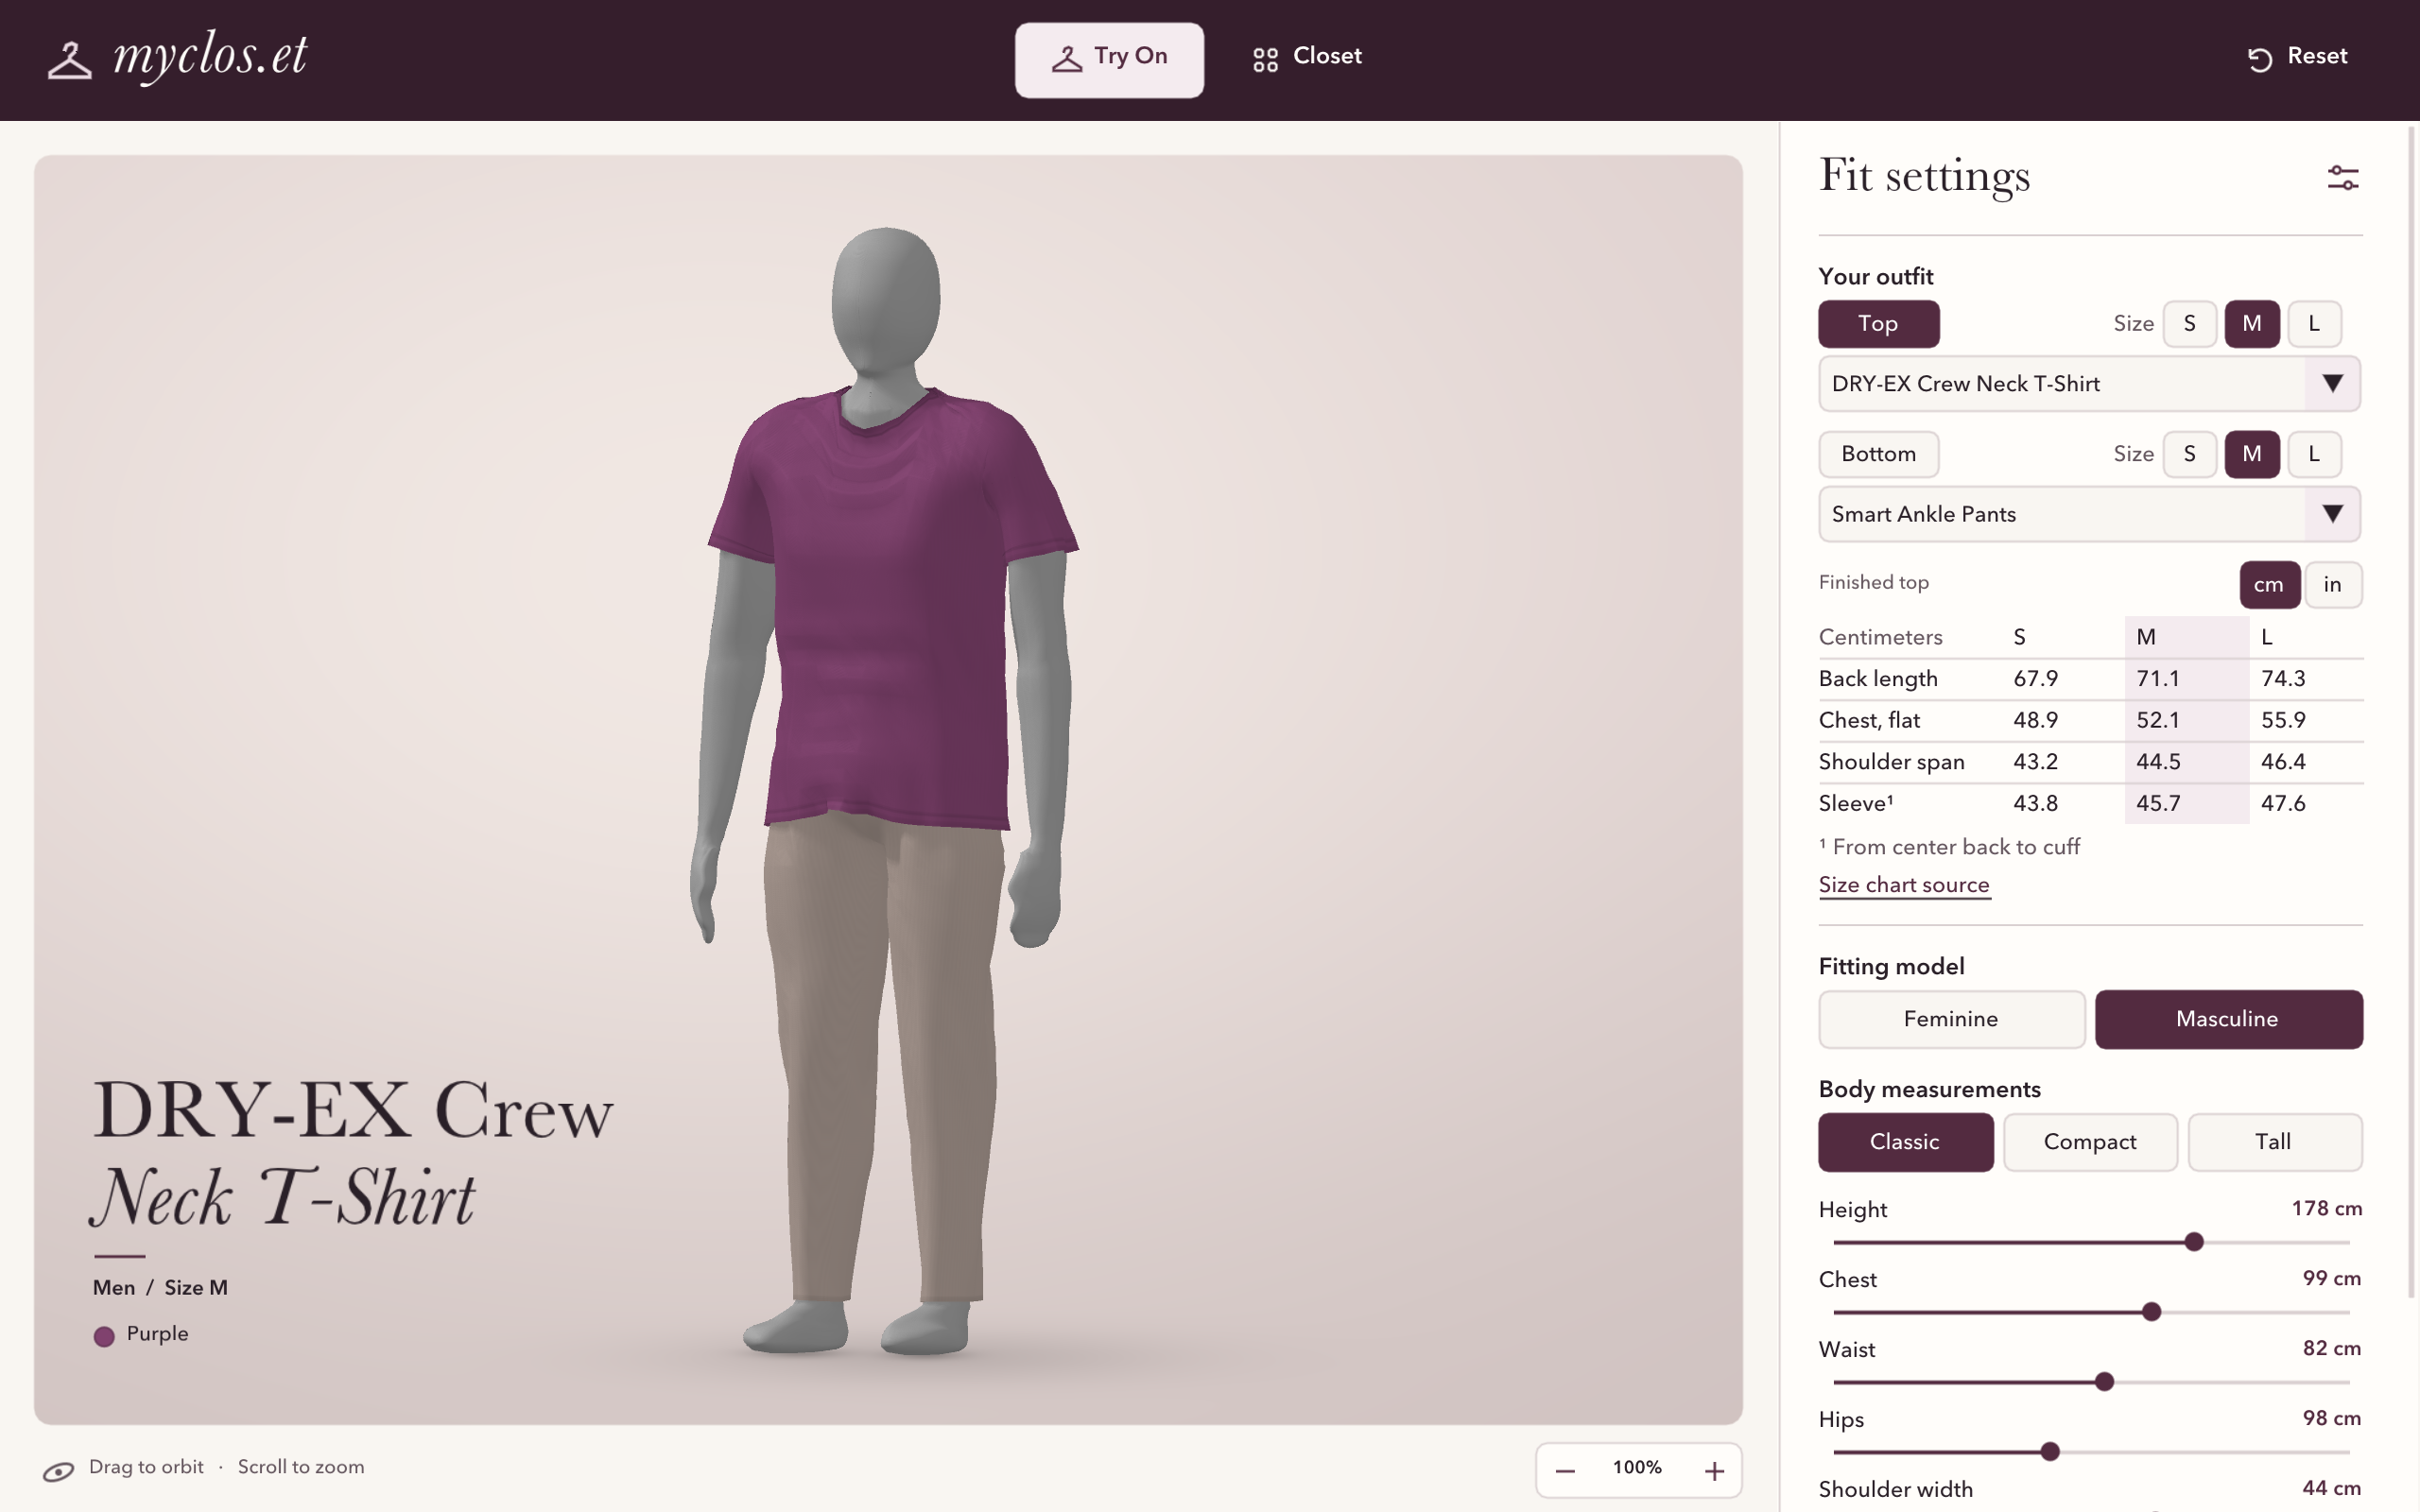 myclos.et
Try On
Closet
Reset
DRY-EX Crew
Neck T-Shirt
Men / Size M
Purple
Drag to orbit · Scroll to zoom
100%
Fit settings
Your outfit
Top Size S M L
DRY-EX Crew Neck T-Shirt
Bottom Size S M L
Smart Ankle Pants
Finished top cm in
Centimeters S M L
Back length 67.9 71.1 74.3
Chest, flat 48.9 52.1 55.9
Shoulder span 43.2 44.5 46.4
Sleeve¹ 43.8 45.7 47.6
¹ From center back to cuff
Size chart source
Fitting model
Feminine Masculine
Body measurements
Classic Compact Tall
Height 178 cm
Chest 99 cm
Waist 82 cm
Hips 98 cm
Shoulder width 44 cm